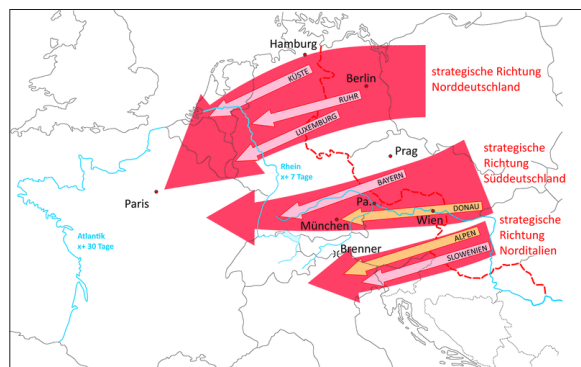 Hamburg
KÜSTE
Berlin
RUHR
LUXEMBURG
strategische Richtung
Norddeutschland
Prag
Rhein
x+ 7 Tage
strategische
Richtung
Süddeutschland
BAYERN
Paris
Pa.
DONAU
München
Wien
Atlantik
x+ 30 Tage
strategische
Richtung
Norditalien
ALPEN
Brenner
SLOWENIEN